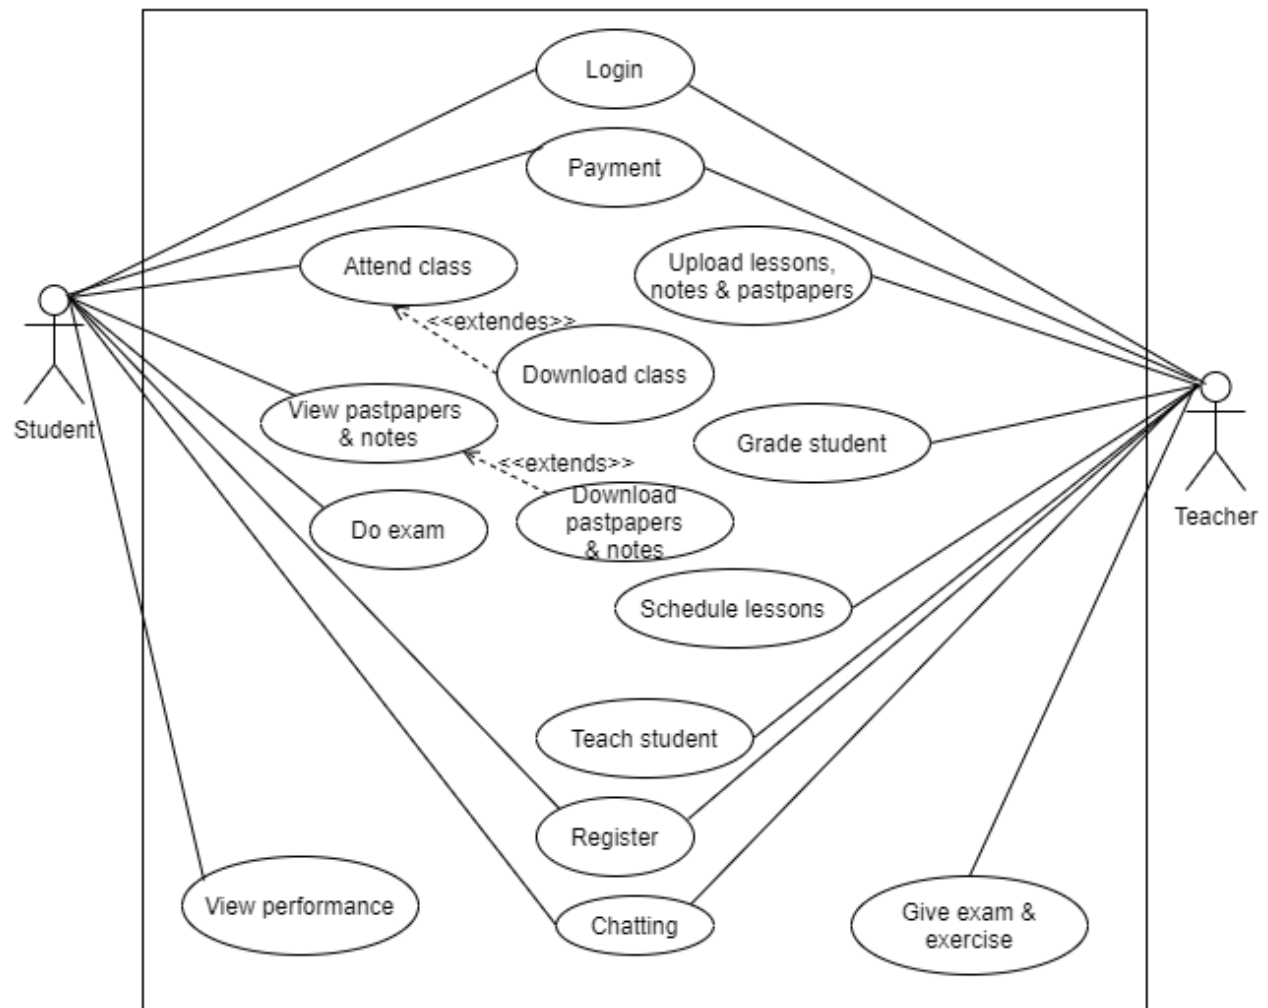 Login
Payment
Attend class
Upload lessons,
notes & pastpapers
<<extendes>>
Download class
View pastpapers
& notes
Student
Grade student
<<extends>>
Download
pastpapers
& notes
Do exam
Teacher
Schedule lessons
Teach student
Register
View performance
Chatting
Give exam &
exercise